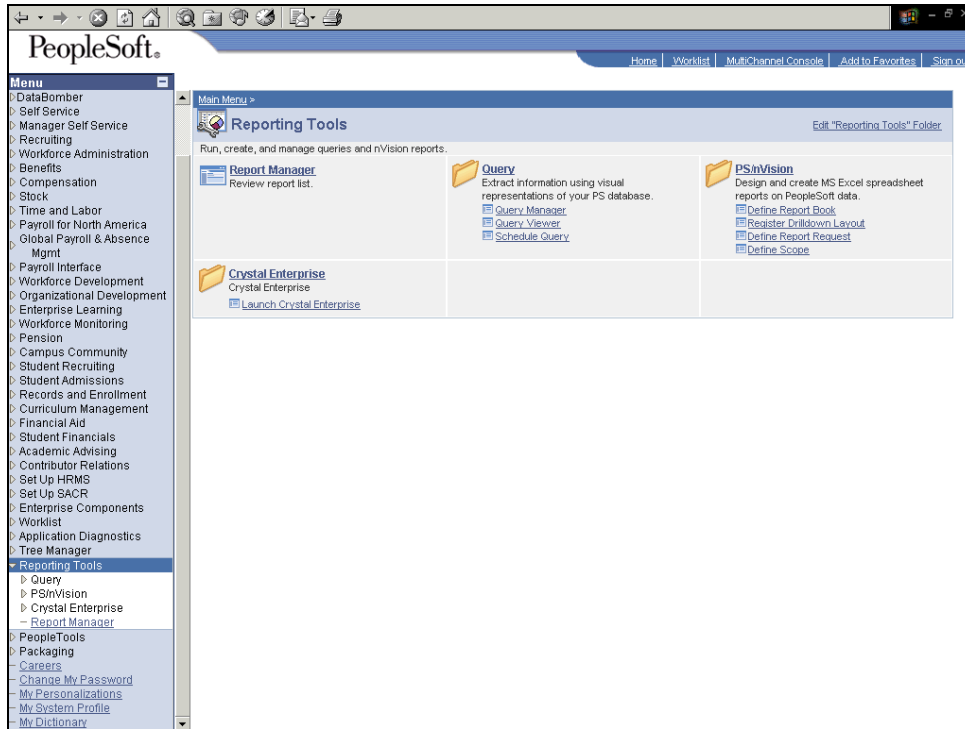 PeopleSoft.
Home Worklist MultiChannel Console Add to Favorites Sign ou
Menu
DataBomber
Self Service
Manager Self Service
Recruiting
Workforce Administration
Benefits
Compensation
Stock
Time and Labor
Payroll for North America
Global Payroll & Absence
Mgmt
Payroll Interface
Workforce Development
Organizational Development
Enterprise Learning
Workforce Monitoring
Pension
Campus Community
Student Recruiting
Student Admissions
Records and Enrollment
Curriculum Management
Financial Aid
Student Financials
Academic Advising
Contributor Relations
Set Up HRMS
Set Up SACR
Enterprise Components
Worklist
Application Diagnostics
Tree Manager
Reporting Tools
Query
PS/nVision
Crystal Enterprise
Report Manager
PeopleTools
Packaging
Careers
Change My Password
My Personalizations
My System Profile
My Dictionary
Main Menu >
Reporting Tools
Edit "Reporting Tools" Folder
Run, create, and manage queries and nVision reports.
Report Manager
Review report list.
Query
Extract information using visual
representations of your PS database.
Query Manager
Query Viewer
Schedule Query
PS/nVision
Design and create MS Excel spreadsheet
reports on PeopleSoft data.
Define Report Book
Register Drilldown Layout
Define Report Request
Define Scope
Crystal Enterprise
Crystal Enterprise
Launch Crystal Enterprise